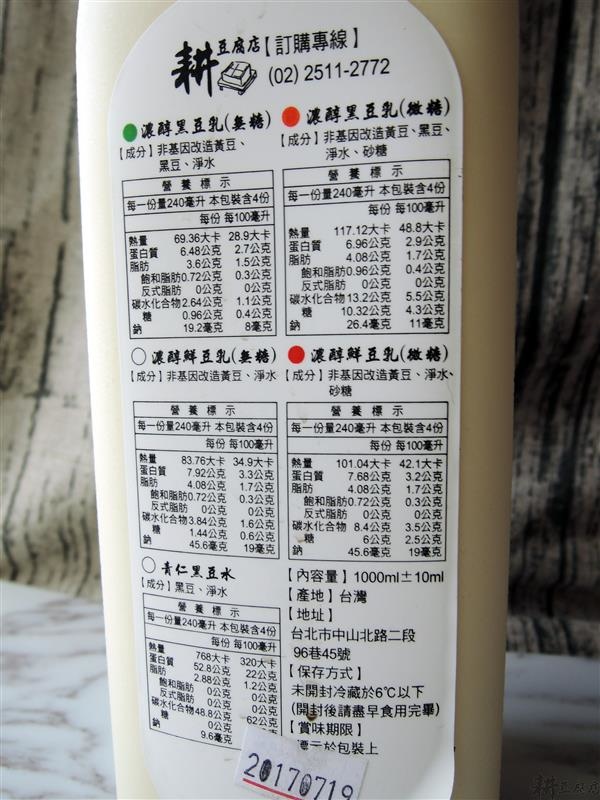 耕 豆腐店【訂購專線】
(02) 2511-2772
濃醇黑豆乳(無糖)
【成分】非基因改造黃豆、
黑豆、淨水
營養標示
每一份量240毫升 本包裝含4份
每份 每100毫升
熱量 69.36大卡 28.9大卡
蛋白質 6.48公克 2.7公克
脂肪 3.6公克 1.5公克
飽和脂肪0.72公克 0.3公克
反式脂肪 0公克 0公克
碳水化合物2.64公克 1.1公克
糖 0.96公克 0.4公克
鈉 19.2毫克 8毫克
濃醇黑豆乳(微糖)
【成分】非基因改造黃豆、黑豆、
淨水、砂糖
營養標示
每一份量240毫升 本包裝含4份
每份 每100毫升
熱量 117.12大卡 48.8大卡
蛋白質 6.96公克 2.9公克
脂肪 4.08公克 1.7公克
飽和脂肪0.96公克 0.4公克
反式脂肪 0公克 0公克
碳水化合物13.2公克 5.5公克
糖 10.32公克 4.3公克
鈉 26.4毫克 11毫克
濃醇鮮豆乳(無糖)
【成分】非基因改造黃豆、淨水
營養標示
每一份量240毫升 本包裝含4份
每份 每100毫升
熱量 83.76大卡 34.9大卡
蛋白質 7.92公克 3.3公克
脂肪 4.08公克 1.7公克
飽和脂肪0.72公克 0.3公克
反式脂肪 0公克 0公克
碳水化合物3.84公克 1.6公克
糖 1.44公克 0.6公克
鈉 45.6毫克 19毫克
濃醇鮮豆乳(微糖)
【成分】非基因改造黃豆、淨水、
砂糖
營養標示
每一份量240毫升 本包裝含4份
每份 每100毫升
熱量 101.04大卡 42.1大卡
蛋白質 7.68公克 3.2公克
脂肪 4.08公克 1.7公克
飽和脂肪0.72公克 0.3公克
反式脂肪 0公克 0公克
碳水化合物 8.4公克 3.5公克
糖 6公克 2.5公克
鈉 45.6毫克 19毫克
青仁黑豆水
【成分】黑豆、淨水
營養標示
每一份量240毫升 本包裝含4份
每份 每100毫升
熱量 768大卡 320大卡
蛋白質 52.8公克 22公克
脂肪 2.88公克 1.2公克
飽和脂肪 0公克 0公克
反式脂肪 0公克 0公克
碳水化合物48.8公克 62公克
糖 0公克 0公克
鈉 9.6毫克
【內容量】1000ml±10ml
【產地】台灣
【地址】
台北市中山北路二段
96巷45號
【保存方式】
未開封冷藏於6℃以下
(開封後請盡早食用完畢)
【賞味期限】
標示於包裝上
20170719
耕豆腐店